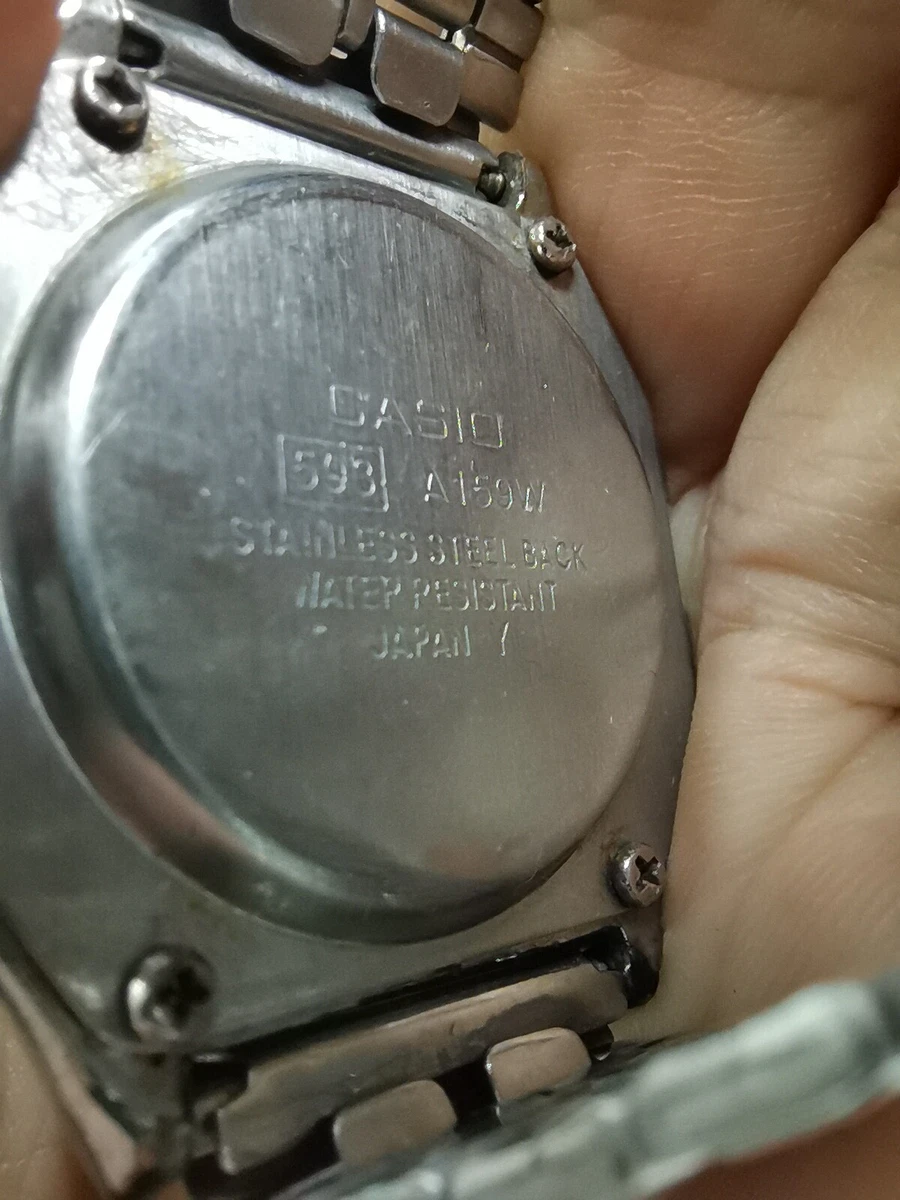 CASIO
593 A159W
STAINLESS STEEL BACK
WATER RESISTANT
JAPAN Y